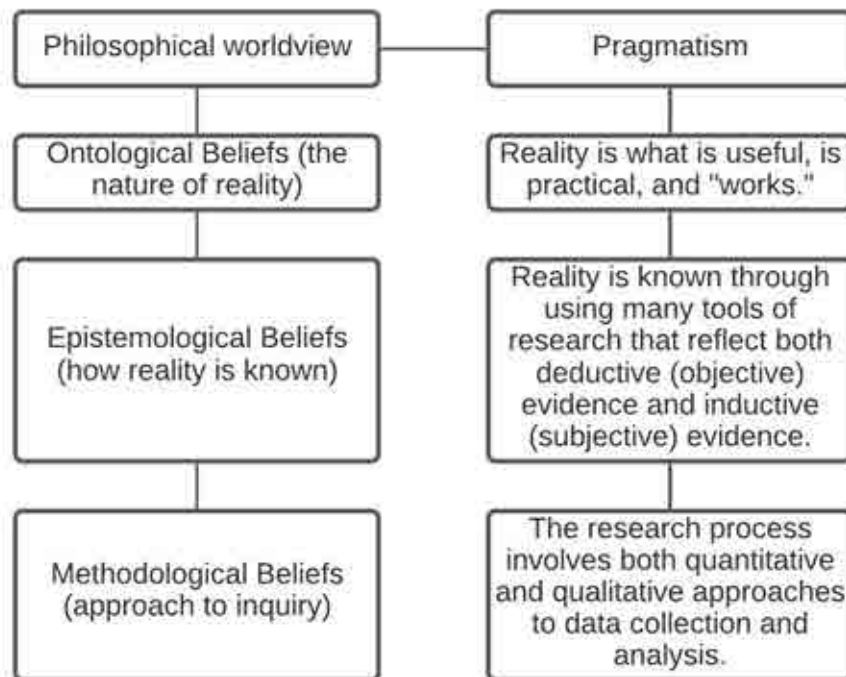 Philosophical worldview
Pragmatism
Ontological Beliefs (the
nature of reality)
Reality is what is useful, is
practical, and "works."
Epistemological Beliefs
(how reality is known)
Reality is known through
using many tools of
research that reflect both
deductive (objective)
evidence and inductive
(subjective) evidence.
Methodological Beliefs
(approach to inquiry)
The research process
involves both quantitative
and qualitative approaches
to data collection and
analysis.